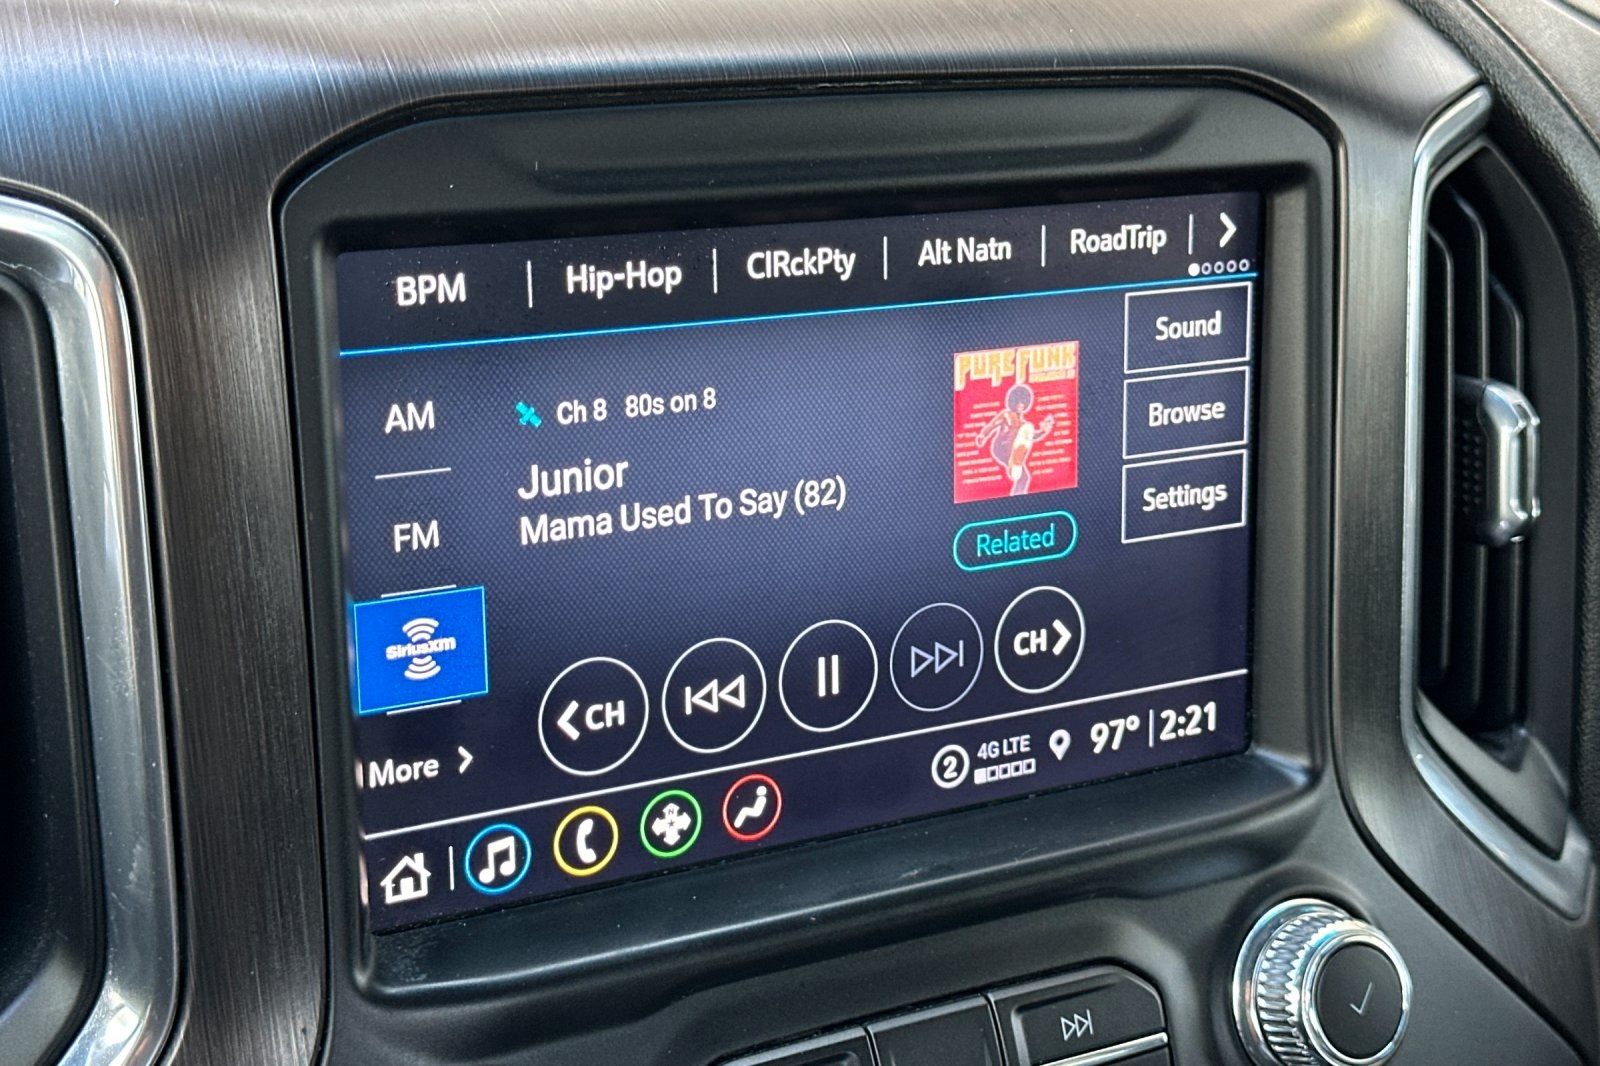 BPM
Hip-Hop
ClRckPty
Alt Natn
RoadTrip
AM
FM
SiriusXm
More
Ch 8 80s on 8
Junior
Mama Used To Say (82)
PURE FUNK
Related
Sound
Browse
Settings
CH
CH
2
4G LTE
97° 2:21